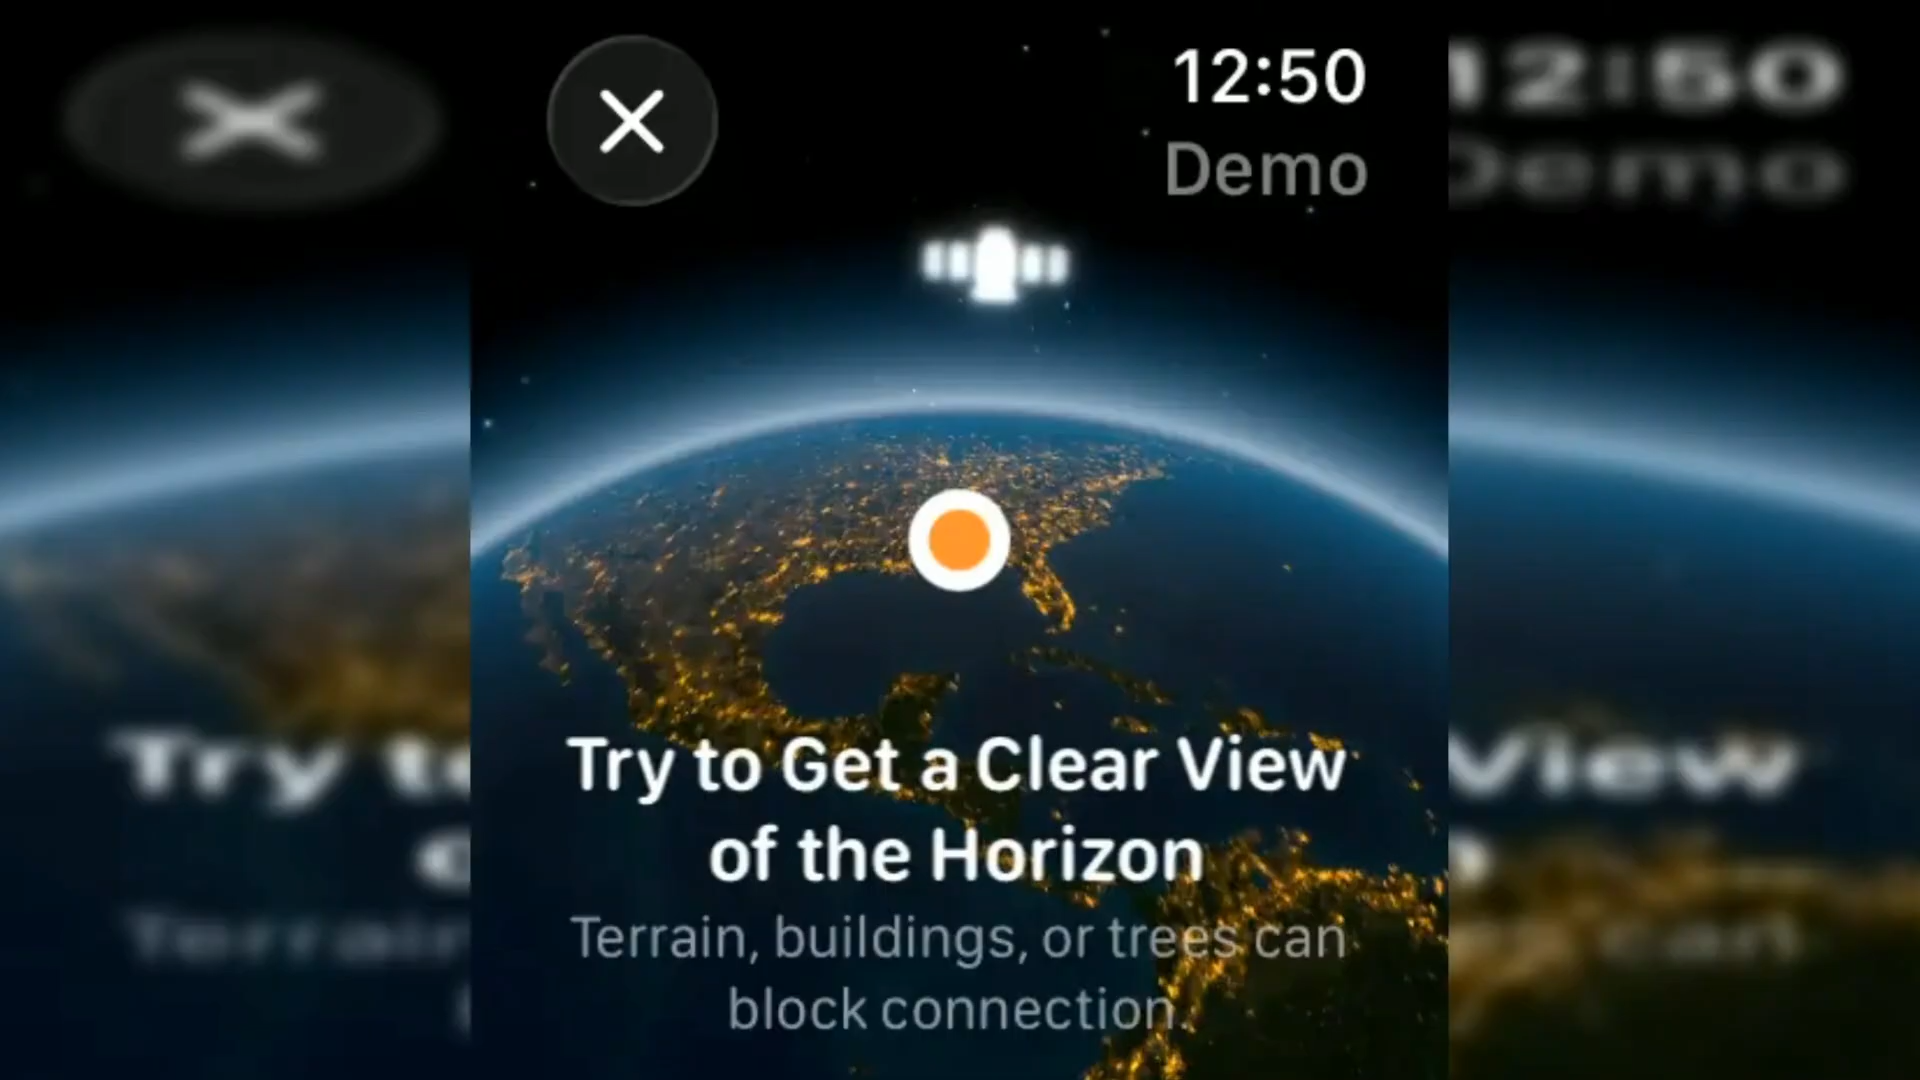 12:50
Demo
Try to Get a Clear View
of the Horizon
Terrain, buildings, or trees can
block connection.